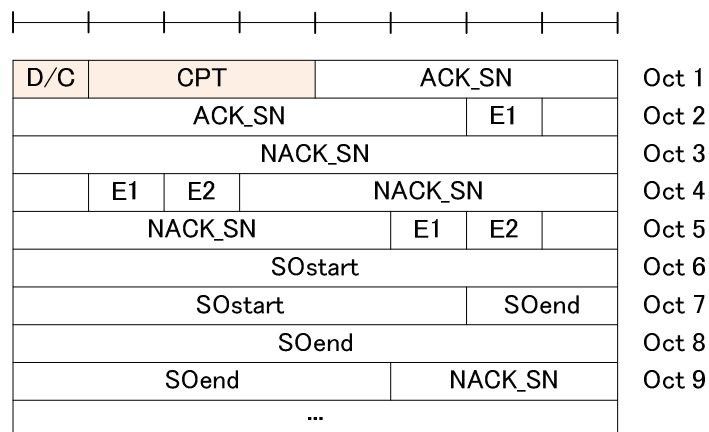 D/C CPT ACK_SN Oct 1
ACK_SN E1 Oct 2
NACK_SN Oct 3
E1 E2 NACK_SN Oct 4
NACK_SN E1 E2 Oct 5
SOstart Oct 6
SOstart SOend Oct 7
SOend Oct 8
SOend NACK_SN Oct 9
...